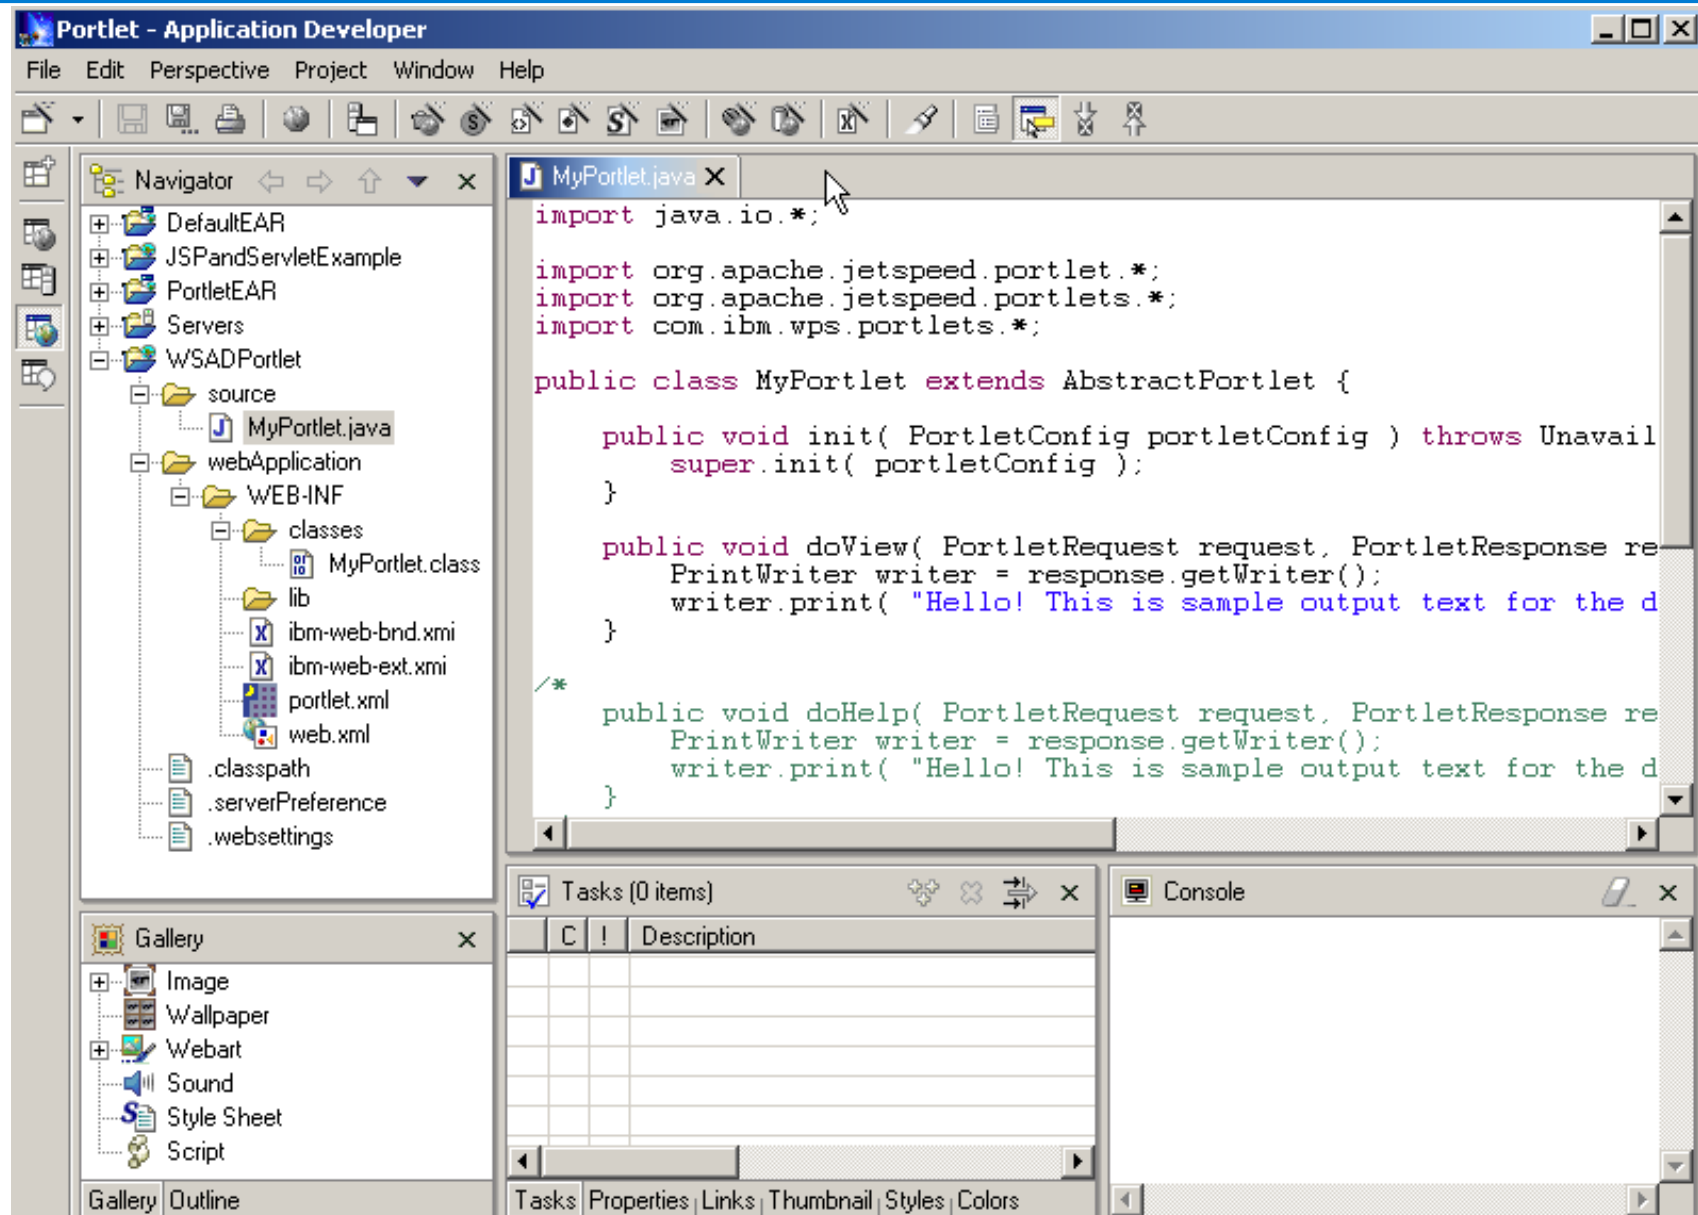 Portlet - Application Developer
File Edit Perspective Project Window Help
Navigator
DefaultEAR
JSPandServletExample
PortletEAR
Servers
WSADPortlet
source
MyPortlet.java
webApplication
WEB-INF
classes
MyPortlet.class
lib
ibm-web-bnd.xmi
ibm-web-ext.xmi
portlet.xml
web.xml
.classpath
.serverPreference
.websettings
Gallery
Image
Wallpaper
Webart
Sound
Style Sheet
Script
Gallery Outline
MyPortlet.java
import java.io.*;
import org.apache.jetspeed.portlet.*;
import org.apache.jetspeed.portlets.*;
import com.ibm.wps.portlets.*;
public class MyPortlet extends AbstractPortlet {
public void init( PortletConfig portletConfig ) throws Unavail
super.init( portletConfig );
}
public void doView( PortletRequest request, PortletResponse re
PrintWriter writer = response.getWriter();
writer.print( "Hello! This is sample output text for the d
}
/*
public void doHelp( PortletRequest request, PortletResponse re
PrintWriter writer = response.getWriter();
writer.print( "Hello! This is sample output text for the d
}
Tasks (0 items)
C ! Description
Tasks Properties Links Thumbnail Styles Colors
Console